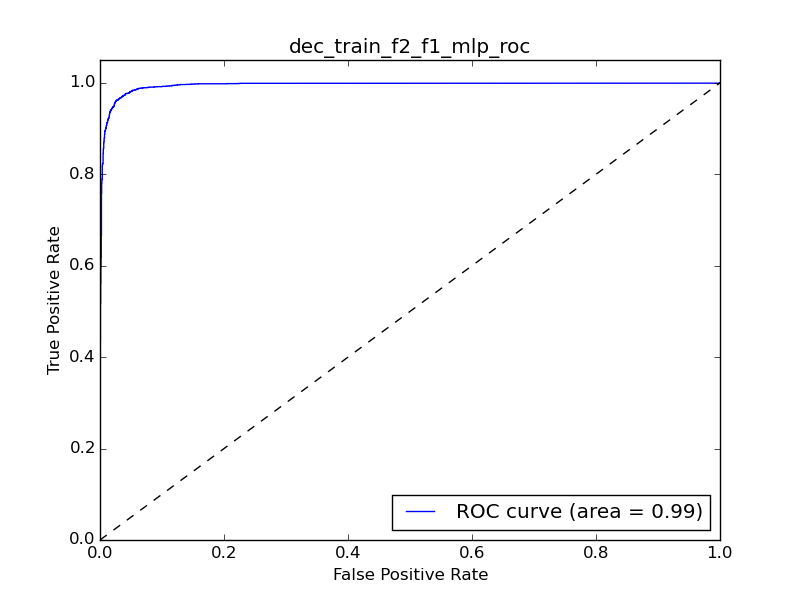 dec_train_f2_f1_mlp_roc
1.0
0.8
0.6
0.4
0.2
0.0
True Positive Rate
ROC curve (area = 0.99)
0.0 0.2 0.4 0.6 0.8 1.0
False Positive Rate